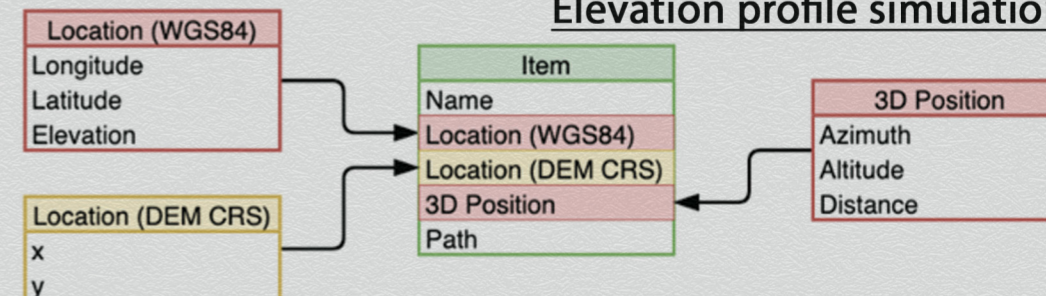 Elevation profile simulatio
Location (WGS84)
Longitude
Latitude
Elevation
Location (DEM CRS)
x
y
Item
Name
Location (WGS84)
Location (DEM CRS)
3D Position
Path
3D Position
Azimuth
Altitude
Distance